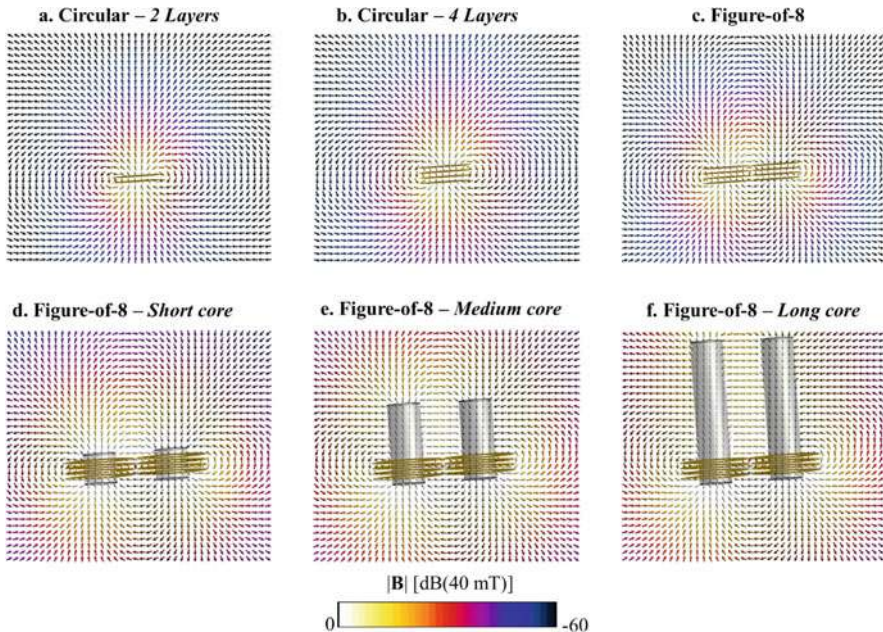 a. Circular – 2 Layers
b. Circular – 4 Layers
c. Figure-of-8
d. Figure-of-8 – Short core
e. Figure-of-8 – Medium core
f. Figure-of-8 – Long core
|B| [dB(40 mT)]
0 -60